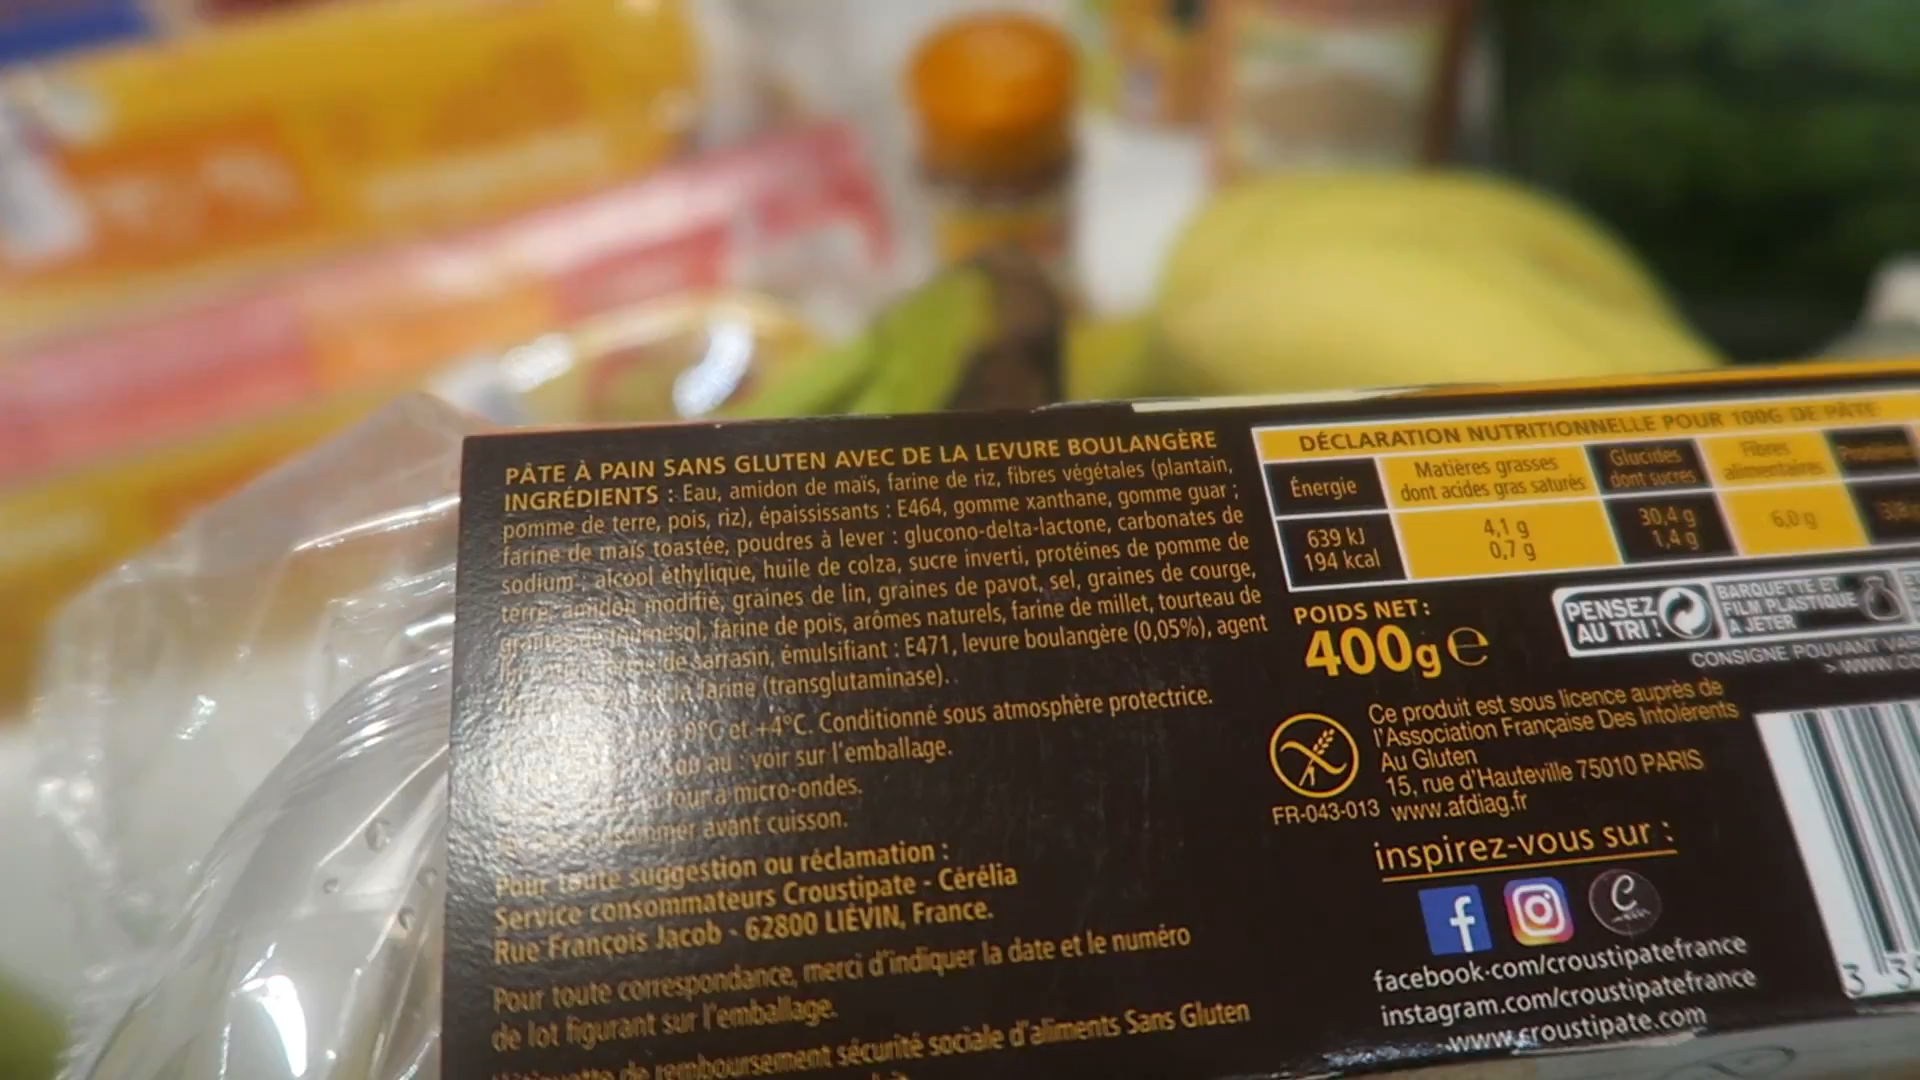 PÂTE À PAIN SANS GLUTEN AVEC DE LA LEVURE BOULANGÈRE
INGRÉDIENTS : Eau, amidon de maïs, farine de riz, fibres végétales (plantain,
pomme de terre, pois, riz), épaississants : E464, gomme xanthane, gomme guar ;
farine de maïs toastée, poudres à lever : glucono-delta-lactone, carbonates de
sodium ; alcool éthylique, huile de colza, sucre inverti, protéines de pomme de
terre, amidon modifié, graines de lin, graines de pavot, sel, graines de courge,
graines de tournesol, farine de pois, arômes naturels, farine de millet, tourteau de
de sarrasin, émulsifiant : E471, levure boulangère (0,05%), agent
la farine (transglutaminase).
0°C et +4°C. Conditionné sous atmosphère protectrice.
au : voir sur l'emballage.
four à micro-ondes.
avant cuisson.
Pour toute suggestion ou réclamation :
Service consommateurs Croustipate - Cérélia
Rue François Jacob - 62800 LIÉVIN, France.
Pour toute correspondance, merci d'indiquer la date et le numéro
de lot figurant sur l'emballage.
de remboursement sécurité sociale d'aliments Sans Gluten
DÉCLARATION NUTRITIONNELLE POUR 100G DE PÂTE
Énergie
Matières grasses
dont acides gras saturés
Glucides
dont sucres
Fibres
alimentaires
639 kJ
194 kcal
4,1 g
0,7 g
30,4 g
1,4 g
6,0 g
POIDS NET :
400g e
PENSEZ
AU TRI !
BARQUETTE ET
FILM PLASTIQUE
À JETER
CONSIGNE POUVANT
Ce produit est sous licence auprès de
l'Association Française Des Intolérents
Au Gluten
15, rue d'Hauteville 75010 PARIS
FR-043-013 www.afdiag.fr
inspirez-vous sur :
facebook.com/croustipatefrance
instagram.com/croustipatefrance
www.croustipate.com